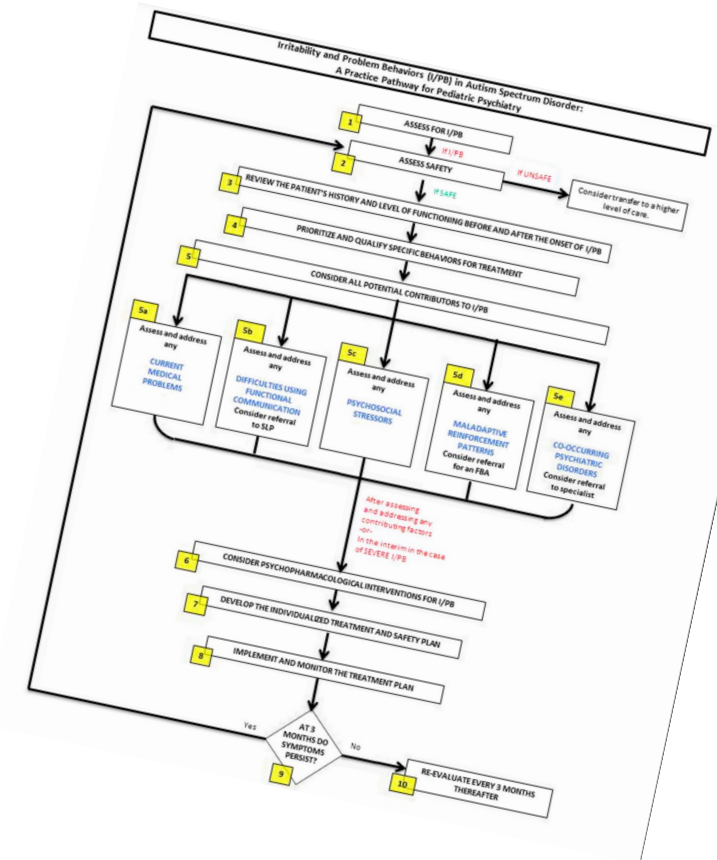 Irritability and Problem Behaviors (I/PB) in Autism Spectrum Disorder:
A Practice Pathway for Pediatric Psychiatry
1
ASSESS FOR I/PB
If I/PB
2
ASSESS SAFETY
If UNSAFE
Consider transfer to a higher
level of care.
If SAFE
3
REVIEW THE PATIENT'S HISTORY AND LEVEL OF FUNCTIONING BEFORE AND AFTER THE ONSET OF I/PB
4
PRIORITIZE AND QUALIFY SPECIFIC BEHAVIORS FOR TREATMENT
5
CONSIDER ALL POTENTIAL CONTRIBUTORS TO I/PB
5a
Assess and address
any
CURRENT
MEDICAL
PROBLEMS
5b
Assess and address
any
DIFFICULTIES USING
FUNCTIONAL
COMMUNICATION
Consider referral
to SLP
5c
Assess and address
any
PSYCHOSOCIAL
STRESSORS
5d
Assess and address
any
MALADAPTIVE
REINFORCEMENT
PATTERNS
Consider referral
for an FBA
5e
Assess and address
any
CO-OCCURRING
PSYCHIATRIC
DISORDERS
Consider referral
to specialist
After assessing
and addressing any
contributing factors
-or-
In the interim in the case
of SEVERE I/PB
6
CONSIDER PSYCHOPHARMACOLOGICAL INTERVENTIONS FOR I/PB
7
DEVELOP THE INDIVIDUALIZED TREATMENT AND SAFETY PLAN
8
IMPLEMENT AND MONITOR THE TREATMENT PLAN
Yes
AT 3
MONTHS DO
SYMPTOMS
PERSIST?
No
9
10
RE-EVALUATE EVERY 3 MONTHS
THEREAFTER